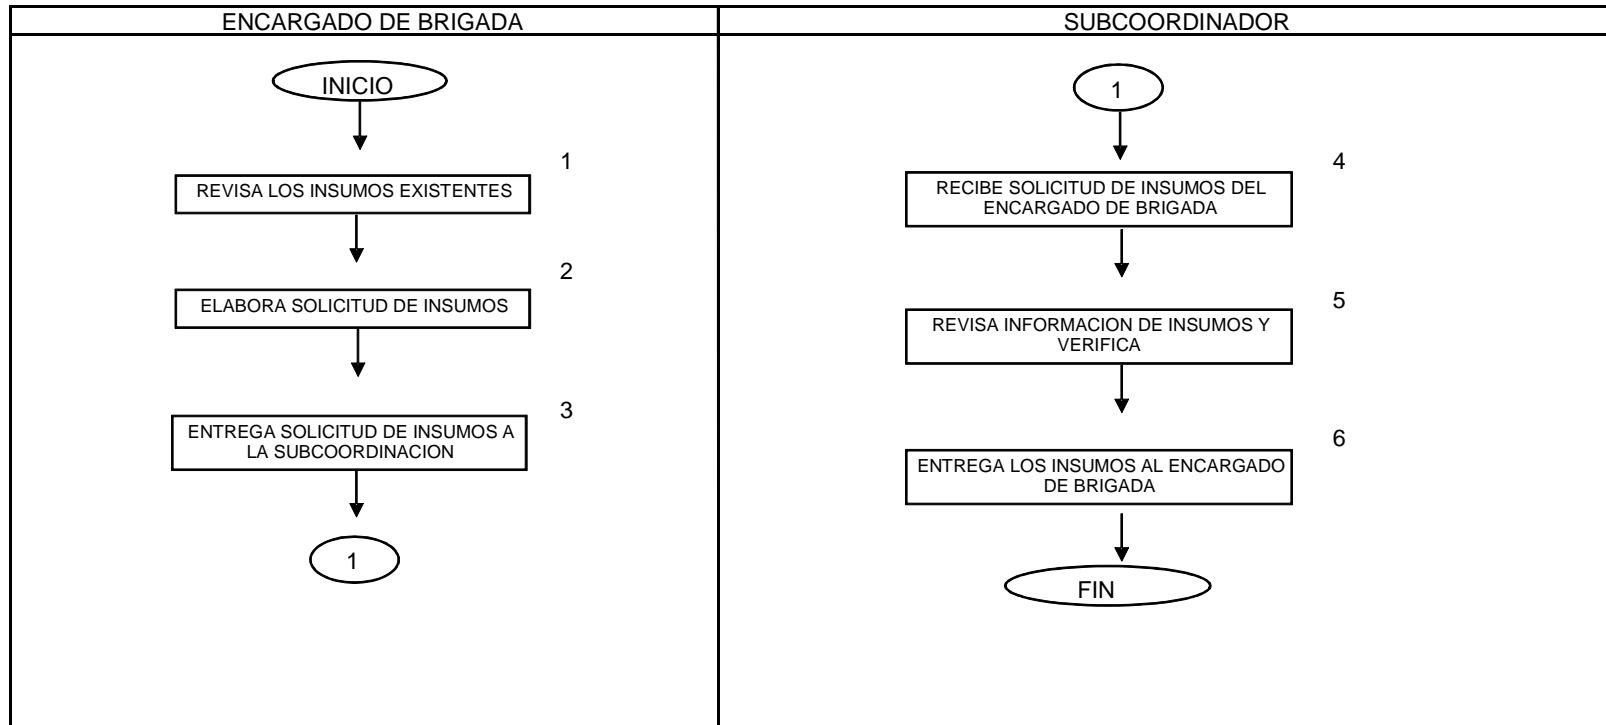 ENCARGADO DE BRIGADA
INICIO
1
REVISA LOS INSUMOS EXISTENTES
2
ELABORA SOLICITUD DE INSUMOS
3
ENTREGA SOLICITUD DE INSUMOS A
LA SUBCOORDINACION
1
SUBCOORDINADOR
1
4
RECIBE SOLICITUD DE INSUMOS DEL
ENCARGADO DE BRIGADA
5
REVISA INFORMACION DE INSUMOS Y
VERIFICA
6
ENTREGA LOS INSUMOS AL ENCARGADO
DE BRIGADA
FIN